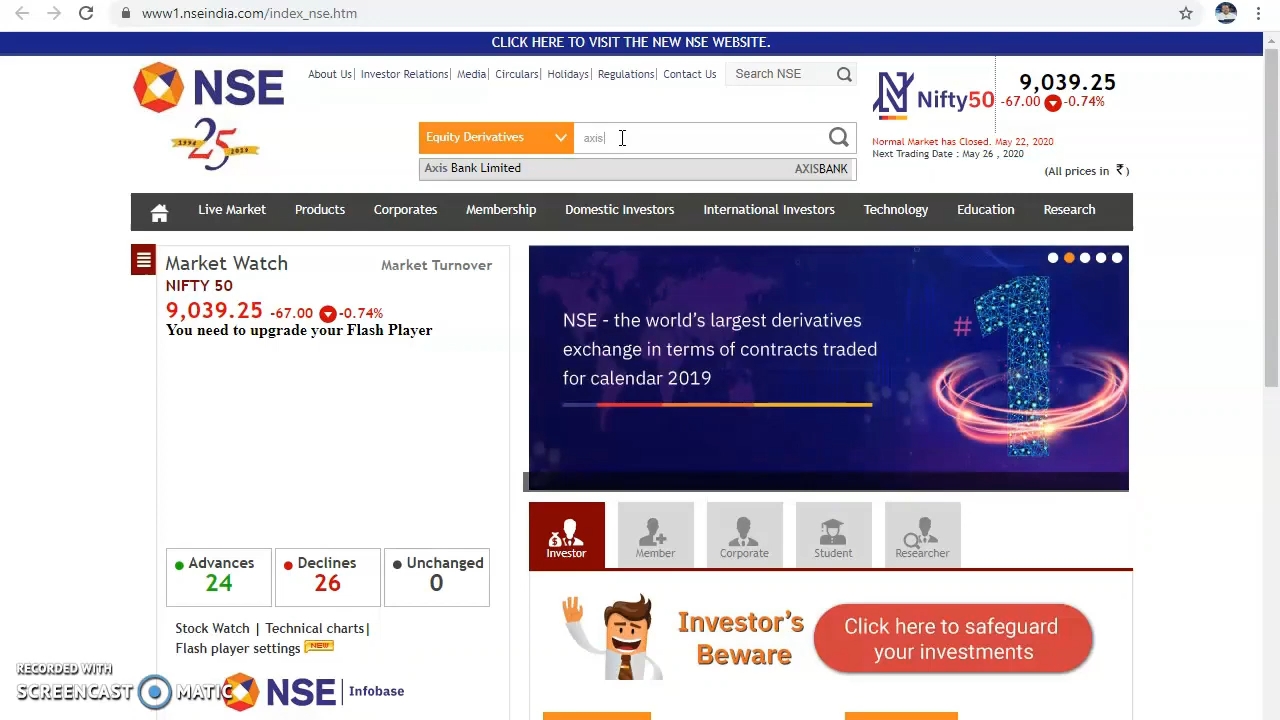 www1.nseindia.com/index_nse.htm
CLICK HERE TO VISIT THE NEW NSE WEBSITE.
NSE
About Us| Investor Relations| Media| Circulars| Holidays| Regulations| Contact Us
Search NSE
Nifty50
9,039.25
-67.00 -0.74%
1994 25 2019
Equity Derivatives
axis
Axis Bank Limited AXISBANK
Normal Market has Closed. May 22, 2020
Next Trading Date : May 26 , 2020
(All prices in ₹ )
Live Market Products Corporates Membership Domestic Investors International Investors Technology Education Research
Market Watch Market Turnover
NIFTY 50
9,039.25 -67.00 -0.74%
You need to upgrade your Flash Player
NSE - the world's largest derivatives
exchange in terms of contracts traded
for calendar 2019
#1
Advances
24
Declines
26
Unchanged
0
Stock Watch | Technical charts|
Flash player settings NEW
Investor Member Corporate Student Researcher
Investor's
Beware
Click here to safeguard
your investments
RECORDED WITH
SCREENCAST MATIC
NSE Infobase